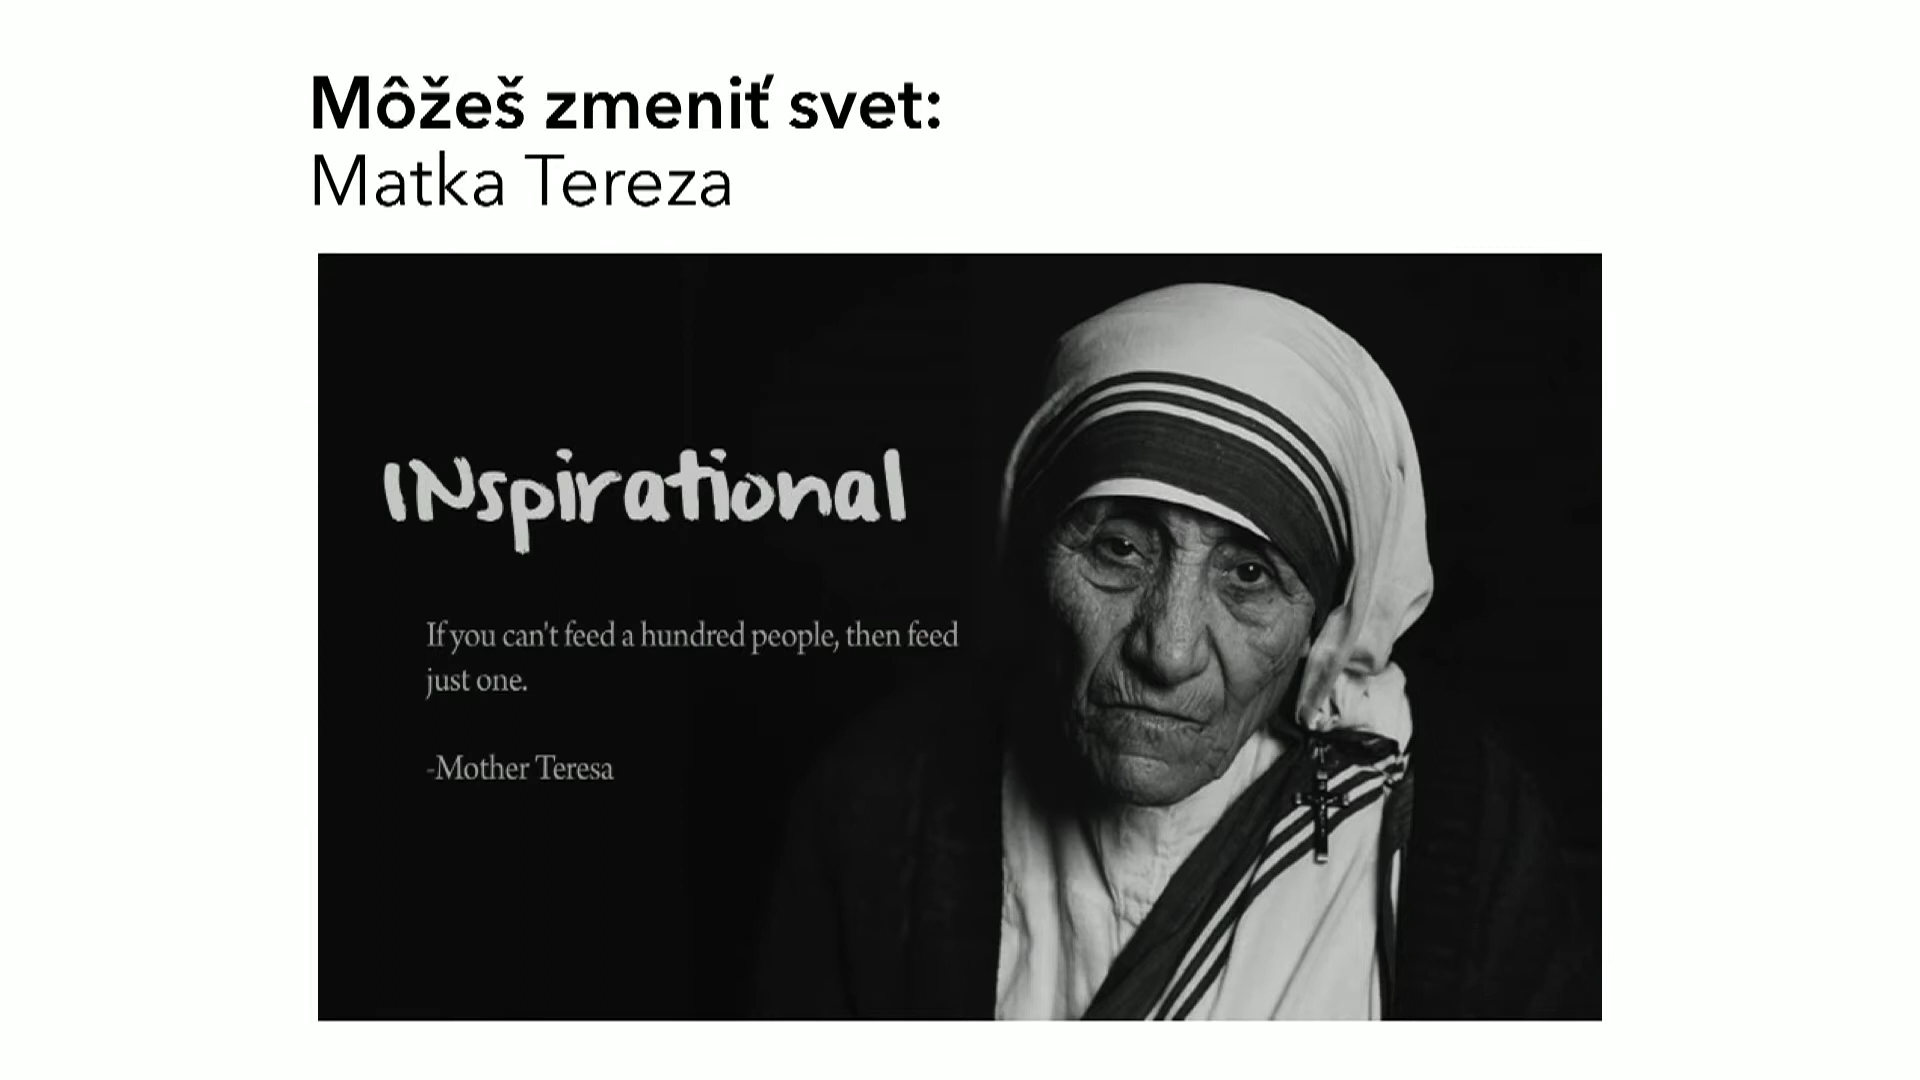 Môžeš zmeniť svet:
Matka Tereza
INspirational
If you can't feed a hundred people, then feed
just one.
-Mother Teresa